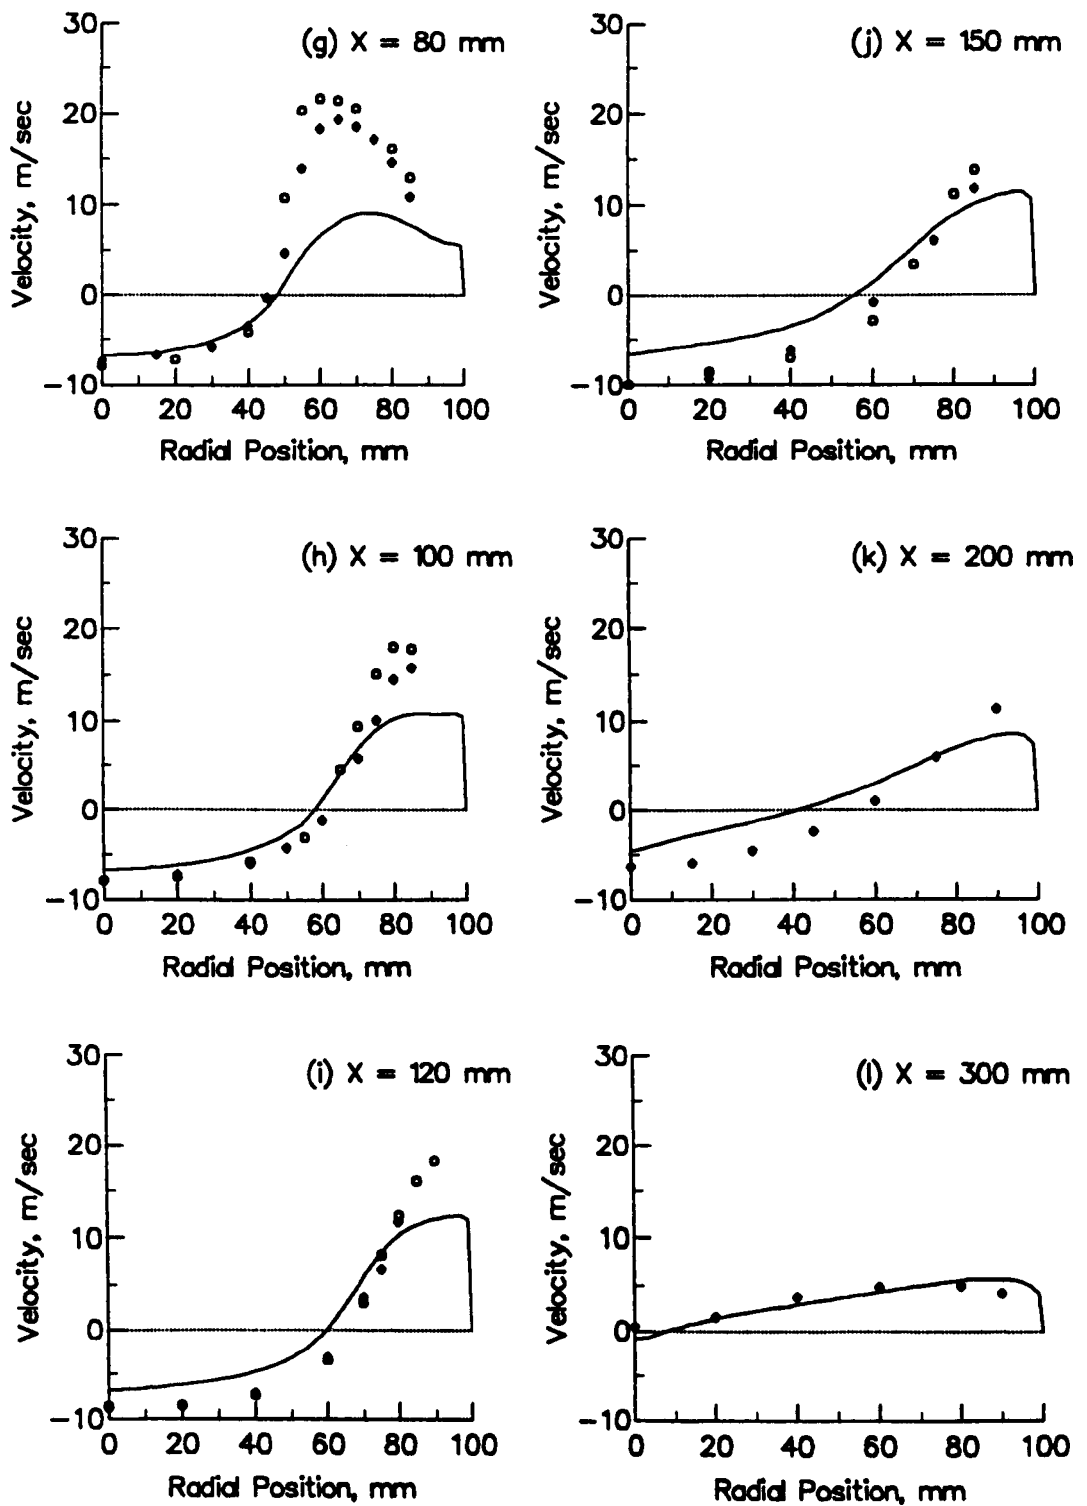 (g) X = 80 mm
30
20
10
0
−10
Velocity, m/sec
0 20 40 60 80 100
Radial Position, mm
(j) X = 150 mm
30
20
10
0
−10
Velocity, m/sec
0 20 40 60 80 100
Radial Position, mm
(h) X = 100 mm
30
20
10
0
−10
Velocity, m/sec
0 20 40 60 80 100
Radial Position, mm
(k) X = 200 mm
30
20
10
0
−10
Velocity, m/sec
0 20 40 60 80 100
Radial Position, mm
(i) X = 120 mm
30
20
10
0
−10
Velocity, m/sec
0 20 40 60 80 100
Radial Position, mm
(l) X = 300 mm
30
20
10
0
−10
Velocity, m/sec
0 20 40 60 80 100
Radial Position, mm